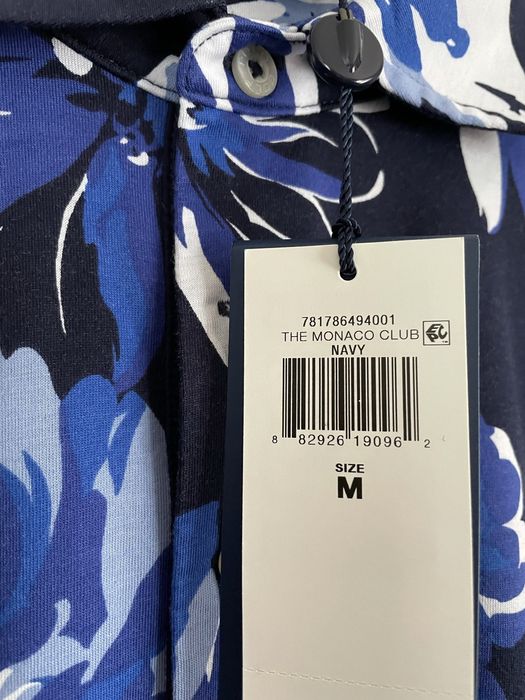 781786494001
THE MONACO CLUB
NAVY
8 82926 19096 2
SIZE
M